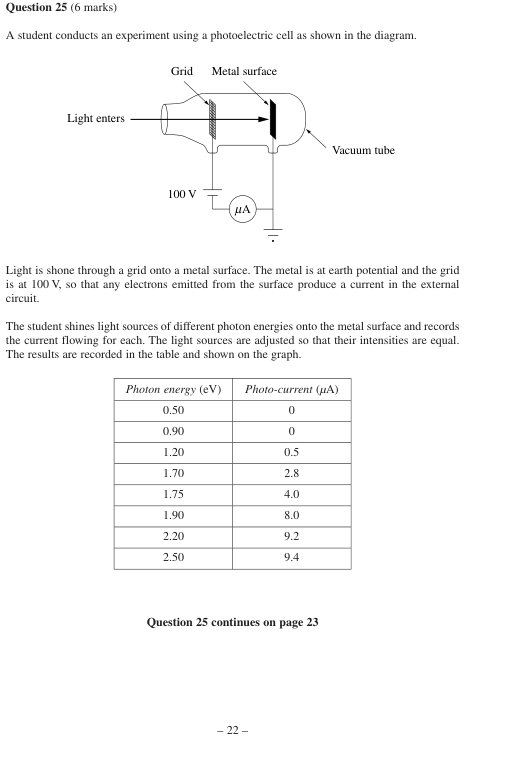 Question 25 (6 marks)
A student conducts an experiment using a photoelectric cell as shown in the diagram.
Grid Metal surface
Light enters
Vacuum tube
100 V
μA
Light is shone through a grid onto a metal surface. The metal is at earth potential and the grid
is at 100 V, so that any electrons emitted from the surface produce a current in the external
circuit.
The student shines light sources of different photon energies onto the metal surface and records
the current flowing for each. The light sources are adjusted so that their intensities are equal.
The results are recorded in the table and shown on the graph.
Photon energy (eV) Photo-current (μA)
0.50 0
0.90 0
1.20 0.5
1.70 2.8
1.75 4.0
1.90 8.0
2.20 9.2
2.50 9.4
Question 25 continues on page 23
– 22 –